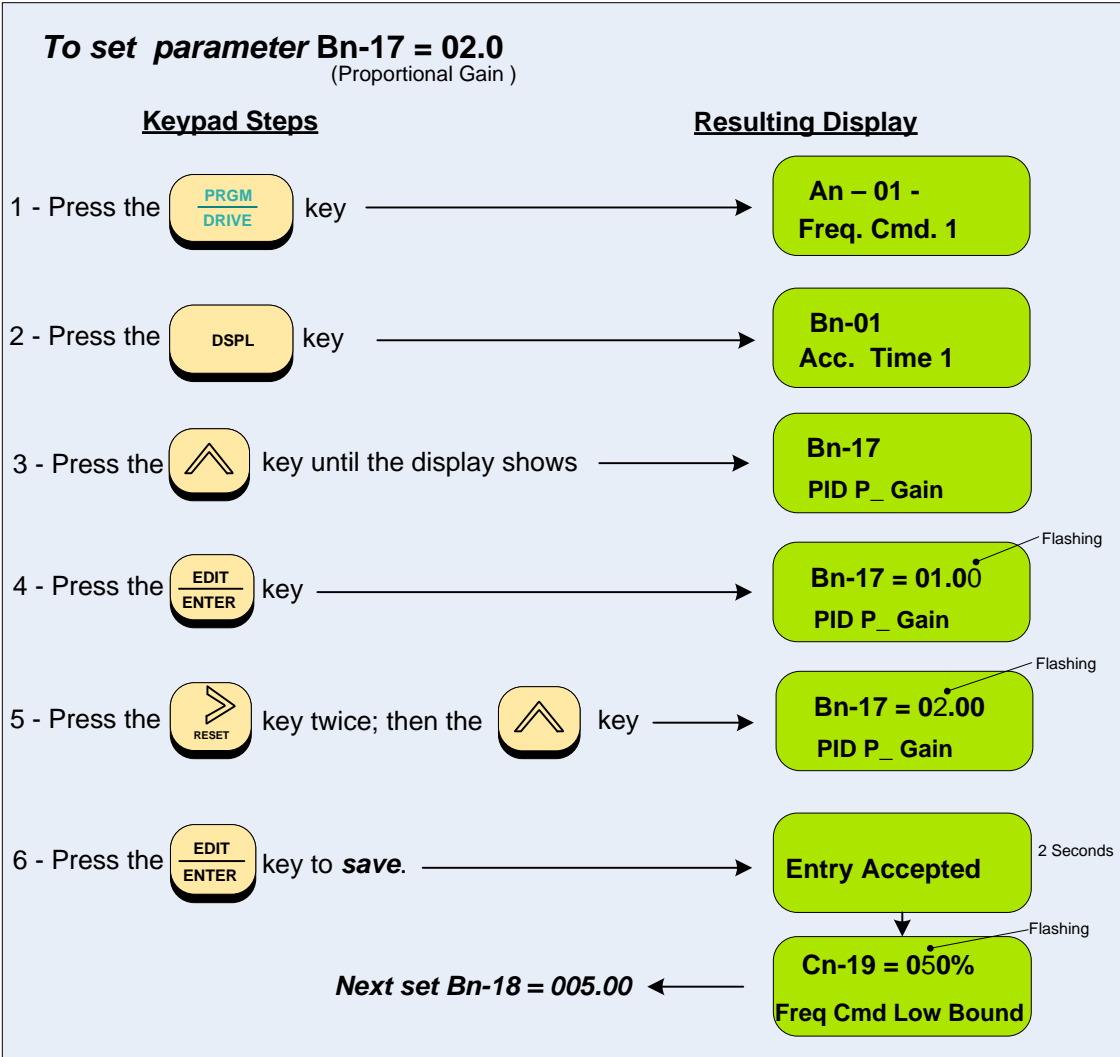 To set parameter Bn-17 = 02.0
(Proportional Gain )
Keypad Steps
Resulting Display
1 - Press the PRGM DRIVE key
An – 01 -
Freq. Cmd. 1
2 - Press the DSPL key
Bn-01
Acc. Time 1
3 - Press the key until the display shows
Bn-17
PID P_ Gain
4 - Press the EDIT ENTER key
Flashing
Bn-17 = 01.00
PID P_ Gain
5 - Press the RESET key twice; then the key
Flashing
Bn-17 = 02.00
PID P_ Gain
6 - Press the EDIT ENTER key to save.
Entry Accepted
2 Seconds
Flashing
Cn-19 = 050%
Freq Cmd Low Bound
Next set Bn-18 = 005.00